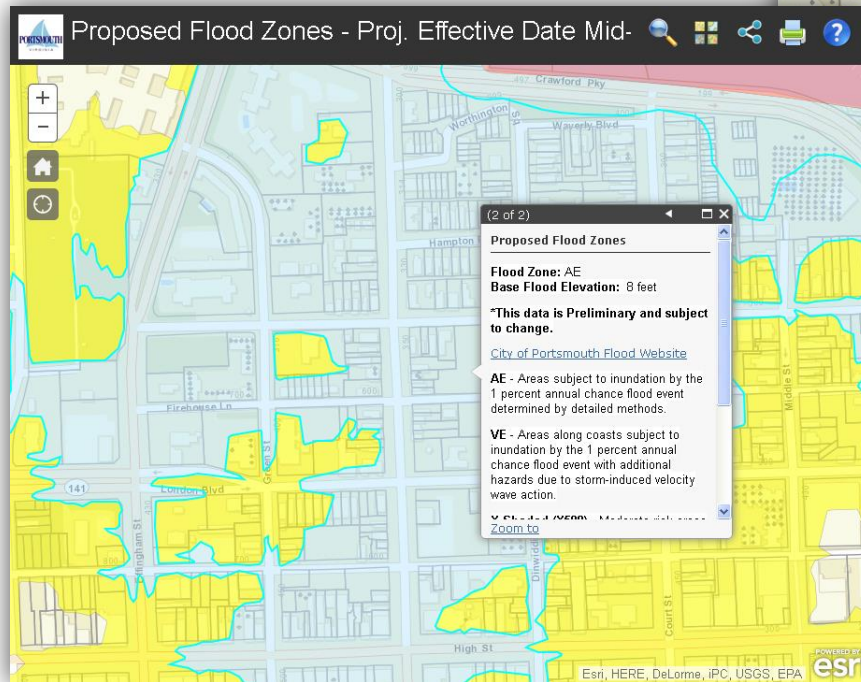 PORTSMOUTH
Proposed Flood Zones - Proj. Effective Date Mid-
Crawford Pky
Worthington Sq
Waverly Blvd
Hampton
(2 of 2)
Proposed Flood Zones
Flood Zone: AE
Base Flood Elevation: 8 feet
*This data is Preliminary and subject
to change.
City of Portsmouth Flood Website
AE - Areas subject to inundation by the
1 percent annual chance flood event
determined by detailed methods.
VE - Areas along coasts subject to
inundation by the 1 percent annual
chance flood event with additional
hazards due to storm-induced velocity
wave action.
X Shaded (X500) - Moderate risk areas
Zoom to
Firehouse Ln
Green St
141
London Blvd
Effingham St
Middle St
Dinwiddie
Court St
High St
Esri, HERE, DeLorme, iPC, USGS, EPA
POWERED BY
esri